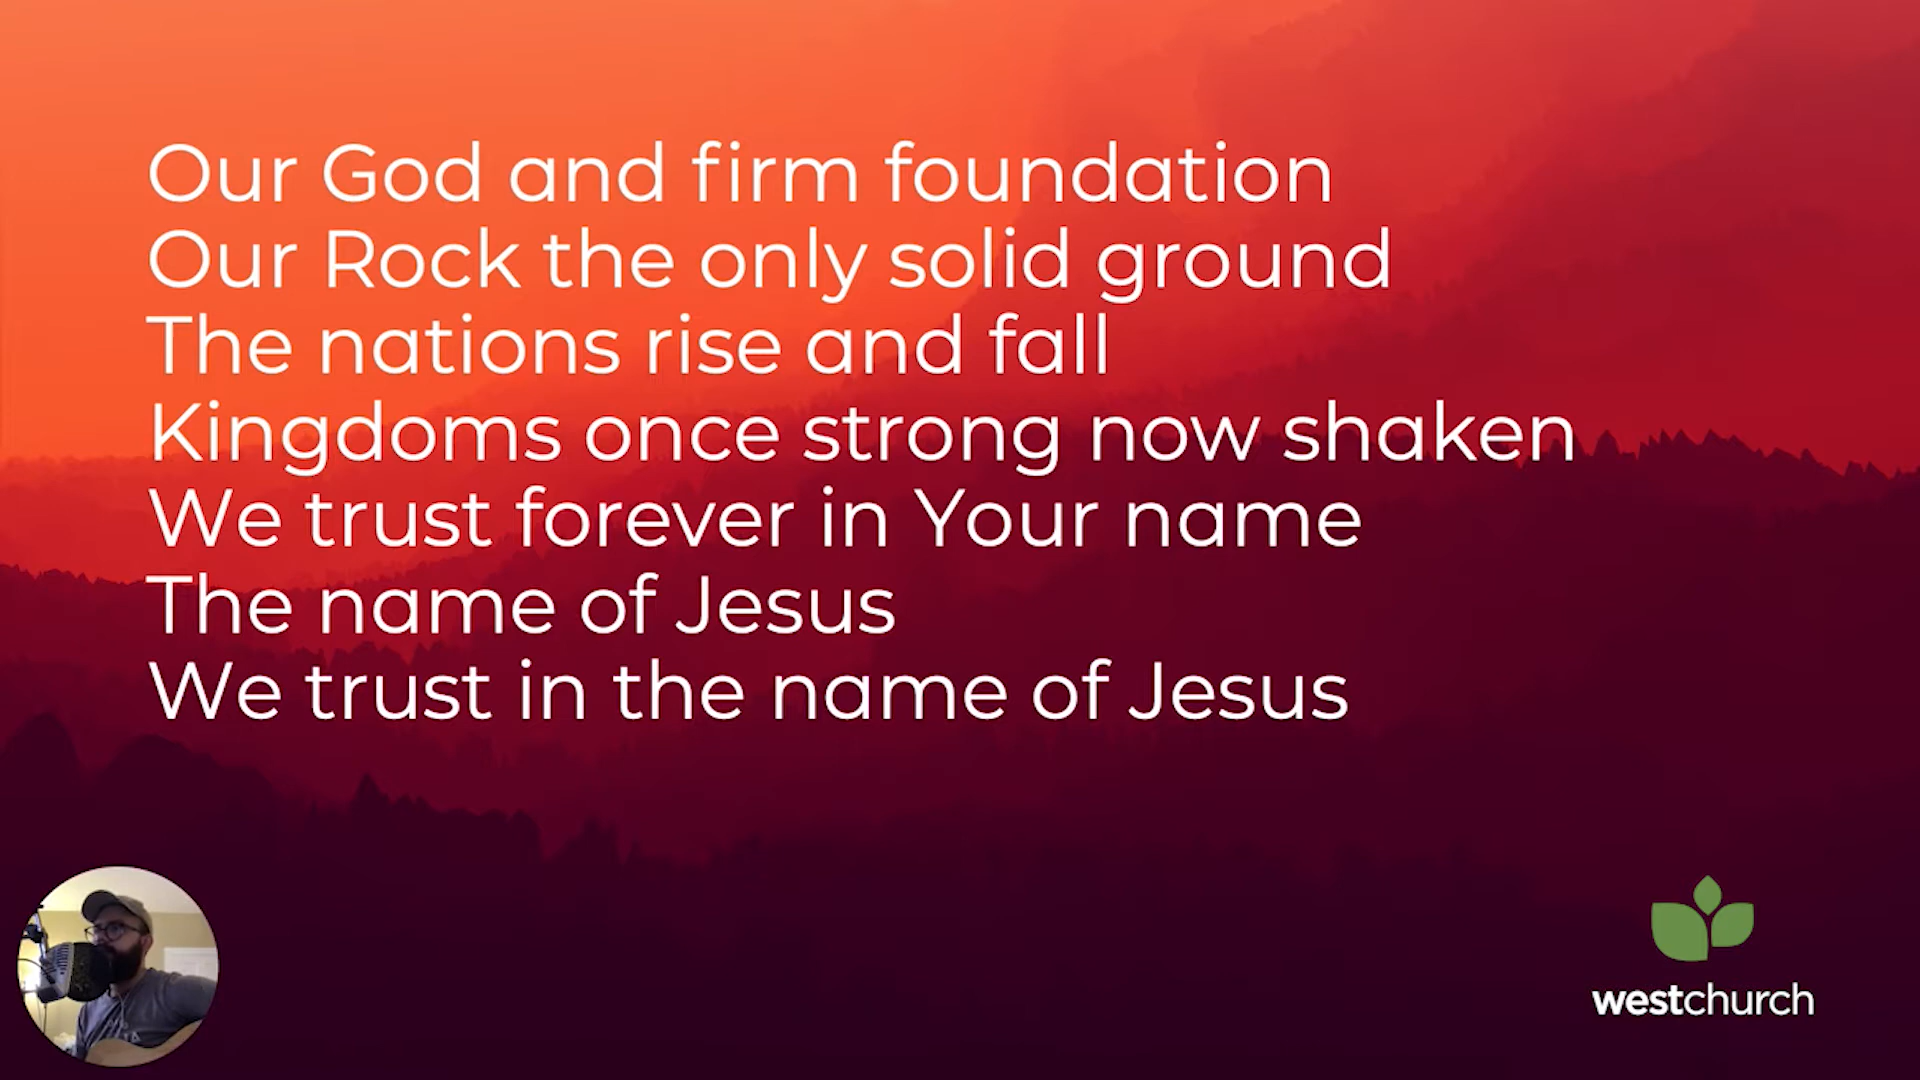 Our God and firm foundation
Our Rock the only solid ground
The nations rise and fall
Kingdoms once strong now shaken
We trust forever in Your name
The name of Jesus
We trust in the name of Jesus
westchurch